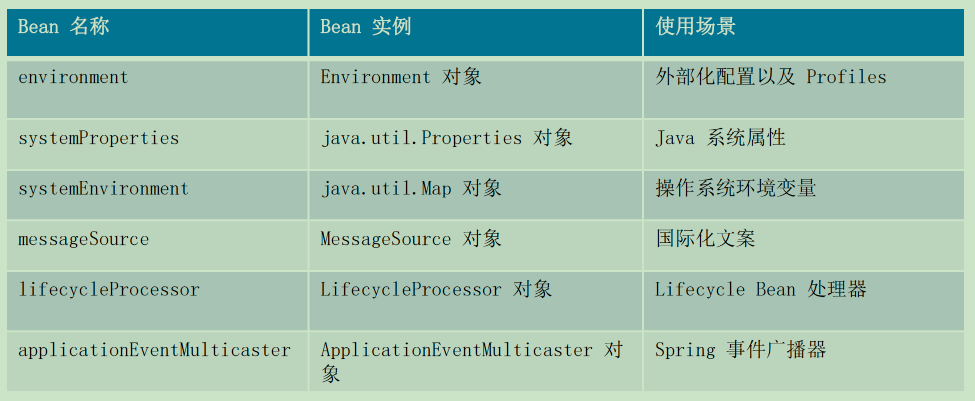 Bean 名称 Bean 实例 使用场景
environment Environment 对象 外部化配置以及 Profiles
systemProperties java.util.Properties 对象 Java 系统属性
systemEnvironment java.util.Map 对象 操作系统环境变量
messageSource MessageSource 对象 国际化文案
lifecycleProcessor LifecycleProcessor 对象 Lifecycle Bean 处理器
applicationEventMulticaster ApplicationEventMulticaster 对 Spring 事件广播器
象